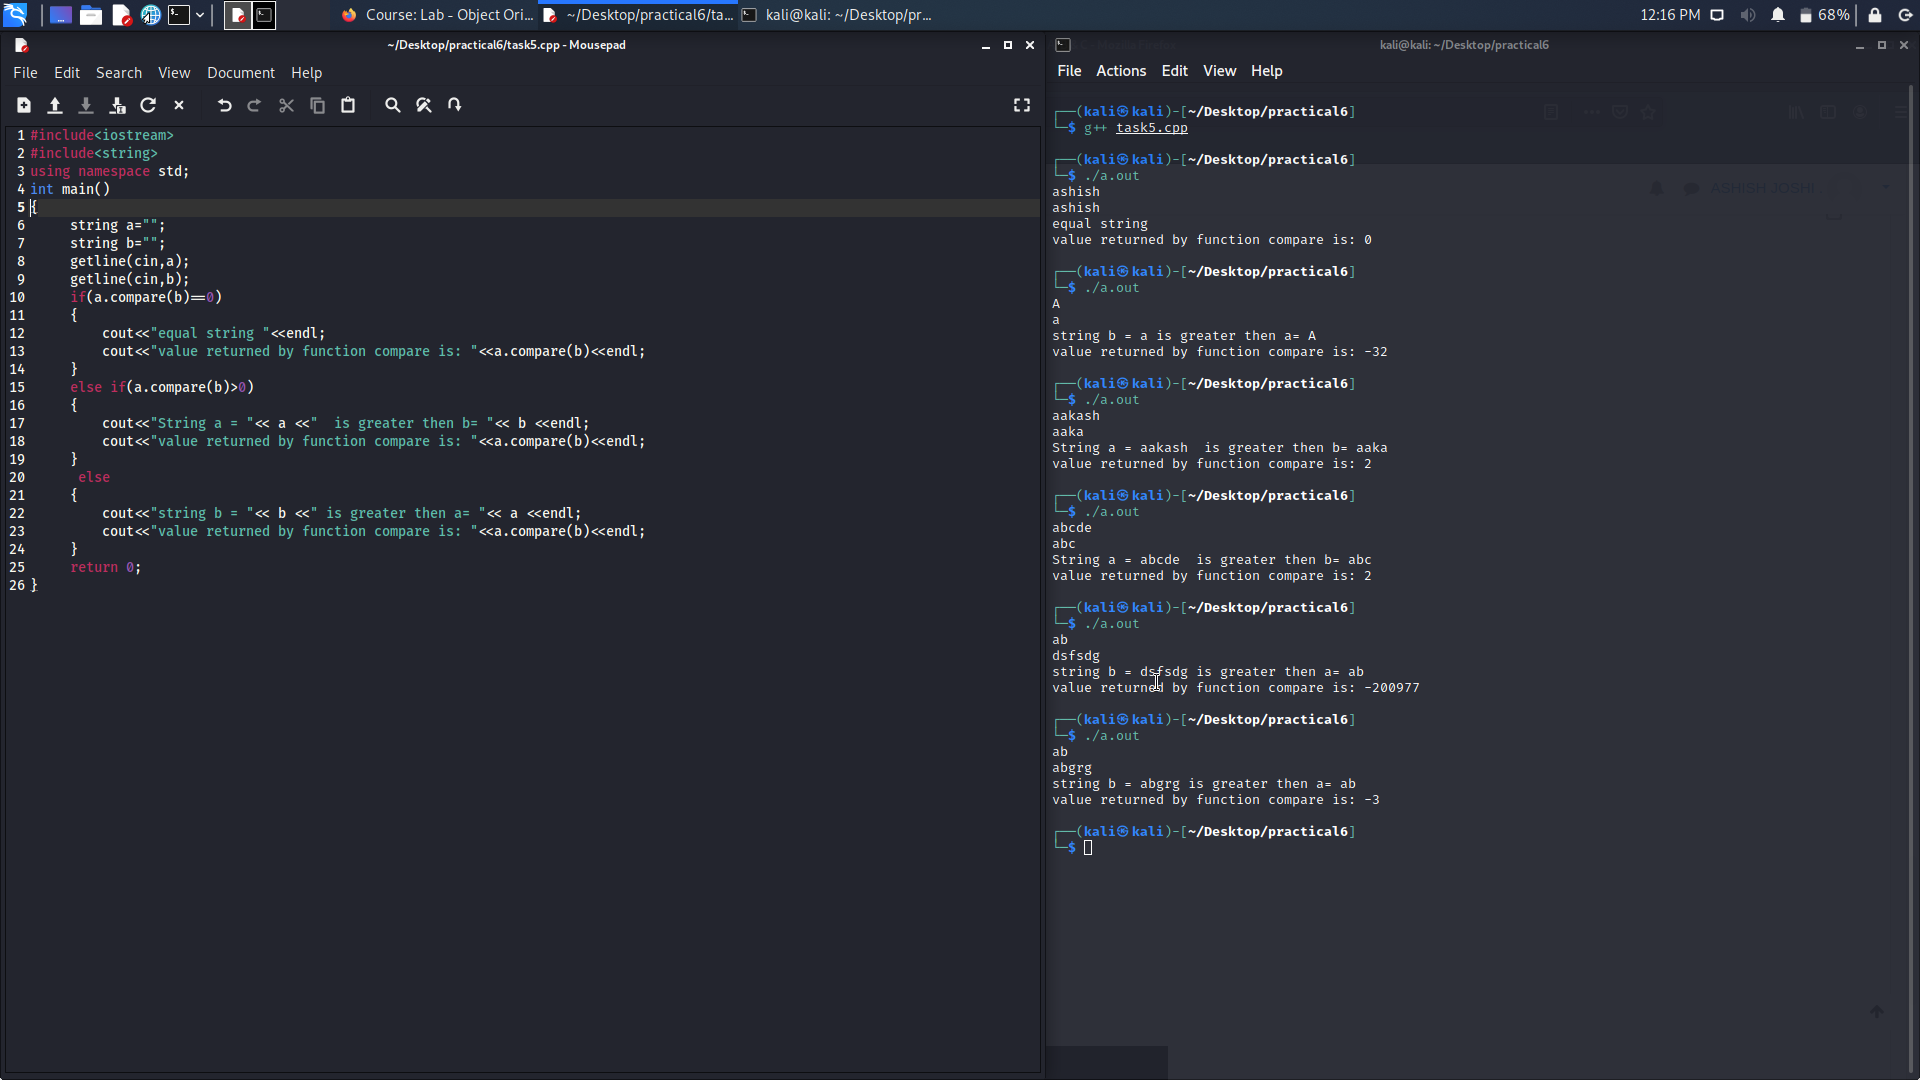 Course: Lab - Object Ori...
~/Desktop/practical6/ta...
kali@kali: ~/Desktop/pr...
12:16 PM
68%
~/Desktop/practical6/task5.cpp - Mousepad
File Edit Search View Document Help
1 #include<iostream>
2 #include<string>
3 using namespace std;
4 int main()
5 {
6 string a="";
7 string b="";
8 getline(cin,a);
9 getline(cin,b);
10 if(a.compare(b)==0)
11 {
12 cout<<"equal string "<<endl;
13 cout<<"value returned by function compare is: "<<a.compare(b)<<endl;
14 }
15 else if(a.compare(b)>0)
16 {
17 cout<<"String a = "<< a <<"  is greater then b= "<< b <<endl;
18 cout<<"value returned by function compare is: "<<a.compare(b)<<endl;
19 }
20 else
21 {
22 cout<<"string b = "<< b <<" is greater then a= "<< a <<endl;
23 cout<<"value returned by function compare is: "<<a.compare(b)<<endl;
24 }
25 return 0;
26 }
kali@kali: ~/Desktop/practical6
File Actions Edit View Help
┌──(kali㉿kali)-[~/Desktop/practical6]
└─$ g++ task5.cpp
┌──(kali㉿kali)-[~/Desktop/practical6]
└─$ ./a.out
ashish
ashish
equal string
value returned by function compare is: 0
┌──(kali㉿kali)-[~/Desktop/practical6]
└─$ ./a.out
A
a
string b = a is greater then a= A
value returned by function compare is: -32
┌──(kali㉿kali)-[~/Desktop/practical6]
└─$ ./a.out
aakash
aaka
String a = aakash  is greater then b= aaka
value returned by function compare is: 2
┌──(kali㉿kali)-[~/Desktop/practical6]
└─$ ./a.out
abcde
abc
String a = abcde  is greater then b= abc
value returned by function compare is: 2
┌──(kali㉿kali)-[~/Desktop/practical6]
└─$ ./a.out
ab
dsfsdg
string b = dsfsdg is greater then a= ab
value returned by function compare is: -200977
┌──(kali㉿kali)-[~/Desktop/practical6]
└─$ ./a.out
ab
abgrg
string b = abgrg is greater then a= ab
value returned by function compare is: -3
┌──(kali㉿kali)-[~/Desktop/practical6]
└─$
ASHISH JOSHI